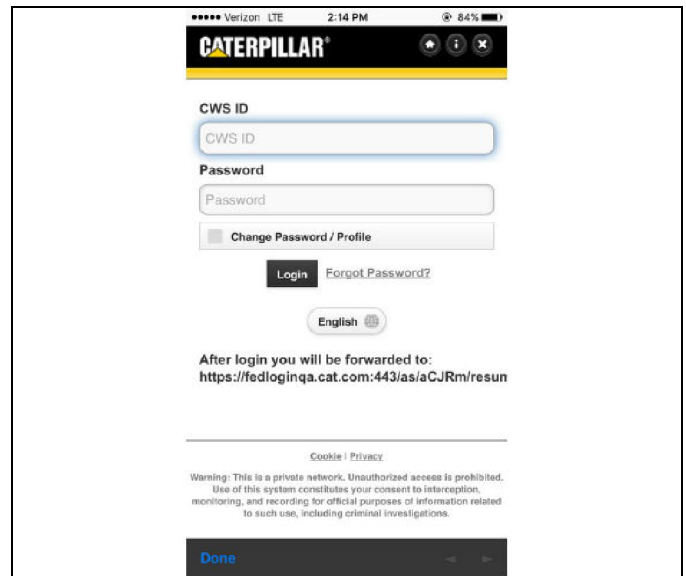 Verizon LTE 2:14 PM 84%
CATERPILLAR®
CWS ID
CWS ID
Password
Password
Change Password / Profile
Login Forgot Password?
English
After login you will be forwarded to:
https://fedloginqa.cat.com:443/as/aCJRm/resum
Cookie | Privacy
Warning: This is a private network. Unauthorized access is prohibited.
Use of this system constitutes your consent to interception,
monitoring, and recording for official purposes of information related
to such use, including criminal investigations.
Done